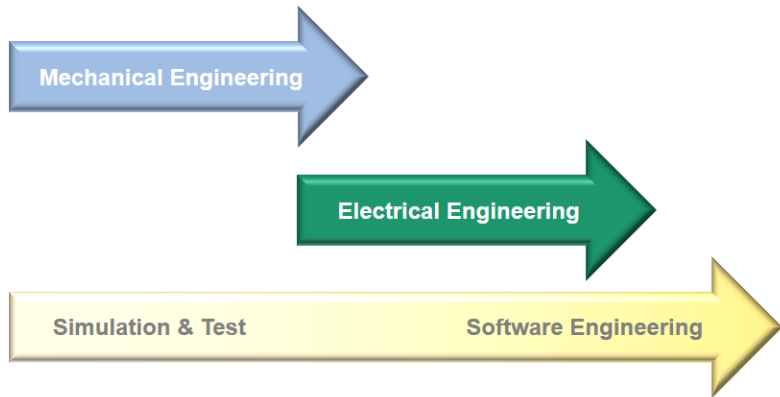 Mechanical Engineering
Electrical Engineering
Simulation & Test
Software Engineering